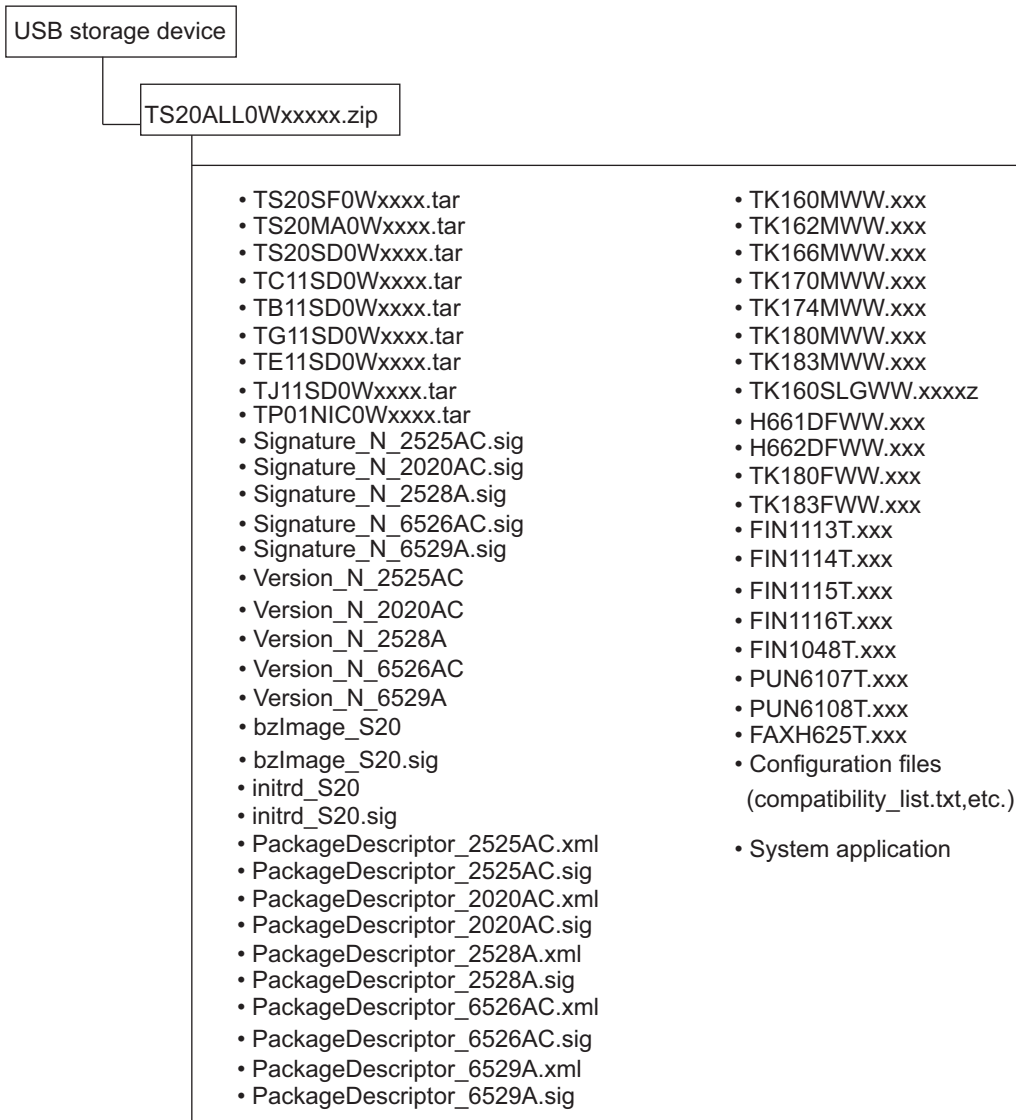 USB storage device
TS20ALL0Wxxxxx.zip
• TS20SF0Wxxxx.tar
• TS20MA0Wxxxx.tar
• TS20SD0Wxxxx.tar
• TC11SD0Wxxxx.tar
• TB11SD0Wxxxx.tar
• TG11SD0Wxxxx.tar
• TE11SD0Wxxxx.tar
• TJ11SD0Wxxxx.tar
• TP01NIC0Wxxxx.tar
• Signature_N_2525AC.sig
• Signature_N_2020AC.sig
• Signature_N_2528A.sig
• Signature_N_6526AC.sig
• Signature_N_6529A.sig
• Version_N_2525AC
• Version_N_2020AC
• Version_N_2528A
• Version_N_6526AC
• Version_N_6529A
• bzImage_S20
• bzImage_S20.sig
• initrd_S20
• initrd_S20.sig
• PackageDescriptor_2525AC.xml
• PackageDescriptor_2525AC.sig
• PackageDescriptor_2020AC.xml
• PackageDescriptor_2020AC.sig
• PackageDescriptor_2528A.xml
• PackageDescriptor_2528A.sig
• PackageDescriptor_6526AC.xml
• PackageDescriptor_6526AC.sig
• PackageDescriptor_6529A.xml
• PackageDescriptor_6529A.sig
• TK160MWW.xxx
• TK162MWW.xxx
• TK166MWW.xxx
• TK170MWW.xxx
• TK174MWW.xxx
• TK180MWW.xxx
• TK183MWW.xxx
• TK160SLGWW.xxxxz
• H661DFWW.xxx
• H662DFWW.xxx
• TK180FWW.xxx
• TK183FWW.xxx
• FIN1113T.xxx
• FIN1114T.xxx
• FIN1115T.xxx
• FIN1116T.xxx
• FIN1048T.xxx
• PUN6107T.xxx
• PUN6108T.xxx
• FAXH625T.xxx
• Configuration files
(compatibility_list.txt,etc.)
• System application